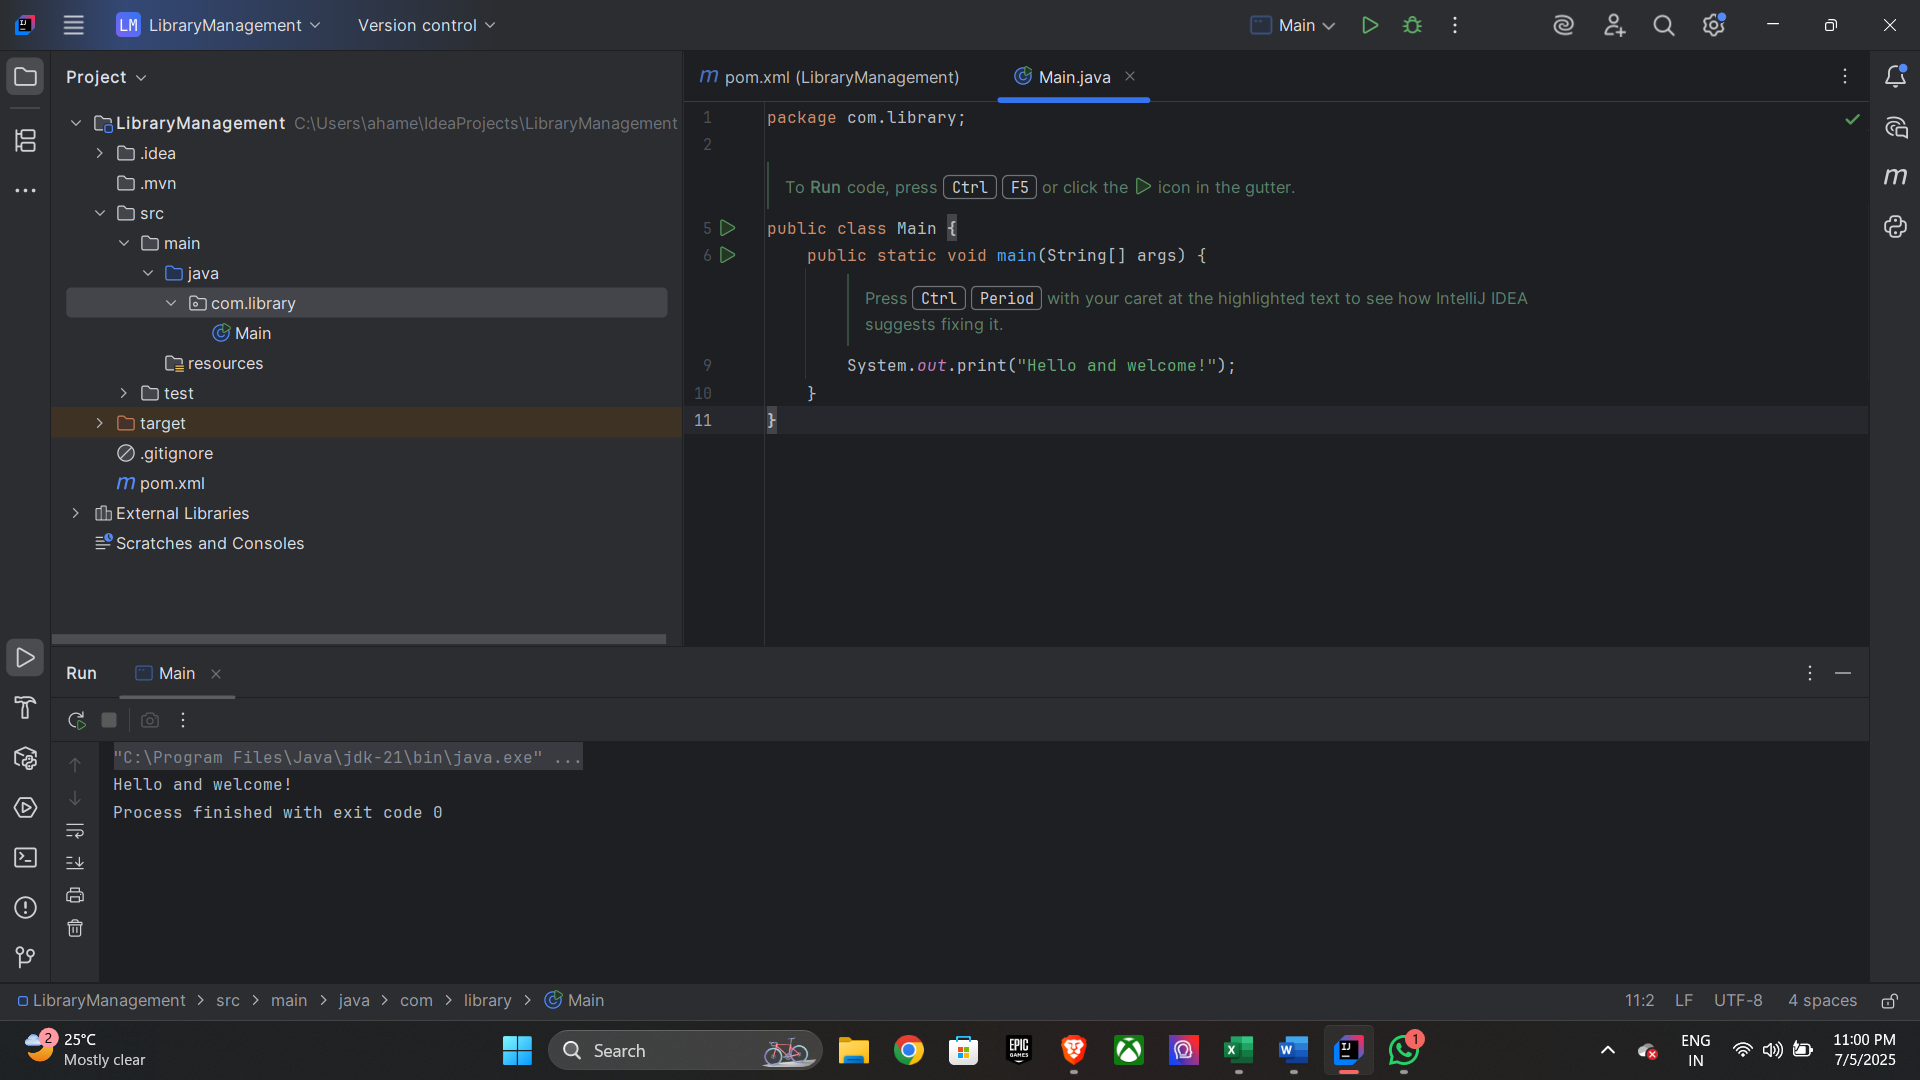 LM LibraryManagement
Version control
Main
Project
LibraryManagement C:\Users\ahame\IdeaProjects\LibraryManagement
.idea
.mvn
src
main
java
com.library
Main
resources
test
target
.gitignore
m pom.xml
External Libraries
Scratches and Consoles
m pom.xml (LibraryManagement)
Main.java
1 package com.library;
2
To Run code, press Ctrl F5 or click the icon in the gutter.
5 public class Main {
6 public static void main(String[] args) {
Press Ctrl Period with your caret at the highlighted text to see how IntelliJ IDEA
suggests fixing it.
9 System.out.print("Hello and welcome!");
10 }
11 }
m
Run
Main
"C:\Program Files\Java\jdk-21\bin\java.exe" ...
Hello and welcome!
Process finished with exit code 0
LibraryManagement > src > main > java > com > library > Main
11:2 LF UTF-8 4 spaces
2
25°C
Mostly clear
Search
EPIC GAMES
X
W
IJ
1
ENG
IN
11:00 PM
7/5/2025